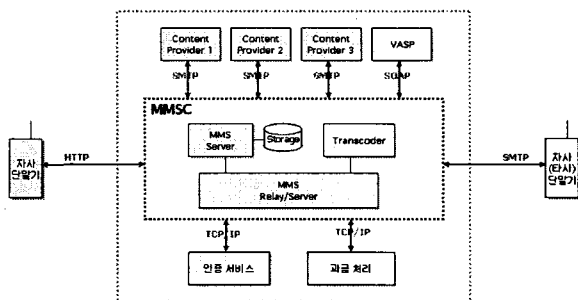 Content
Provider 1
Content
Provider 2
Content
Provider 3
VASP
SMTP
SMTP
SMTP
SOAP
MMSC
MMS
Server
Storage
Transcoder
MMS
Relay/Server
자사
단말기
HTTP
SMTP
자사
(타사)
단말기
TCP/IP
TCP/IP
인증 서비스
과금 처리